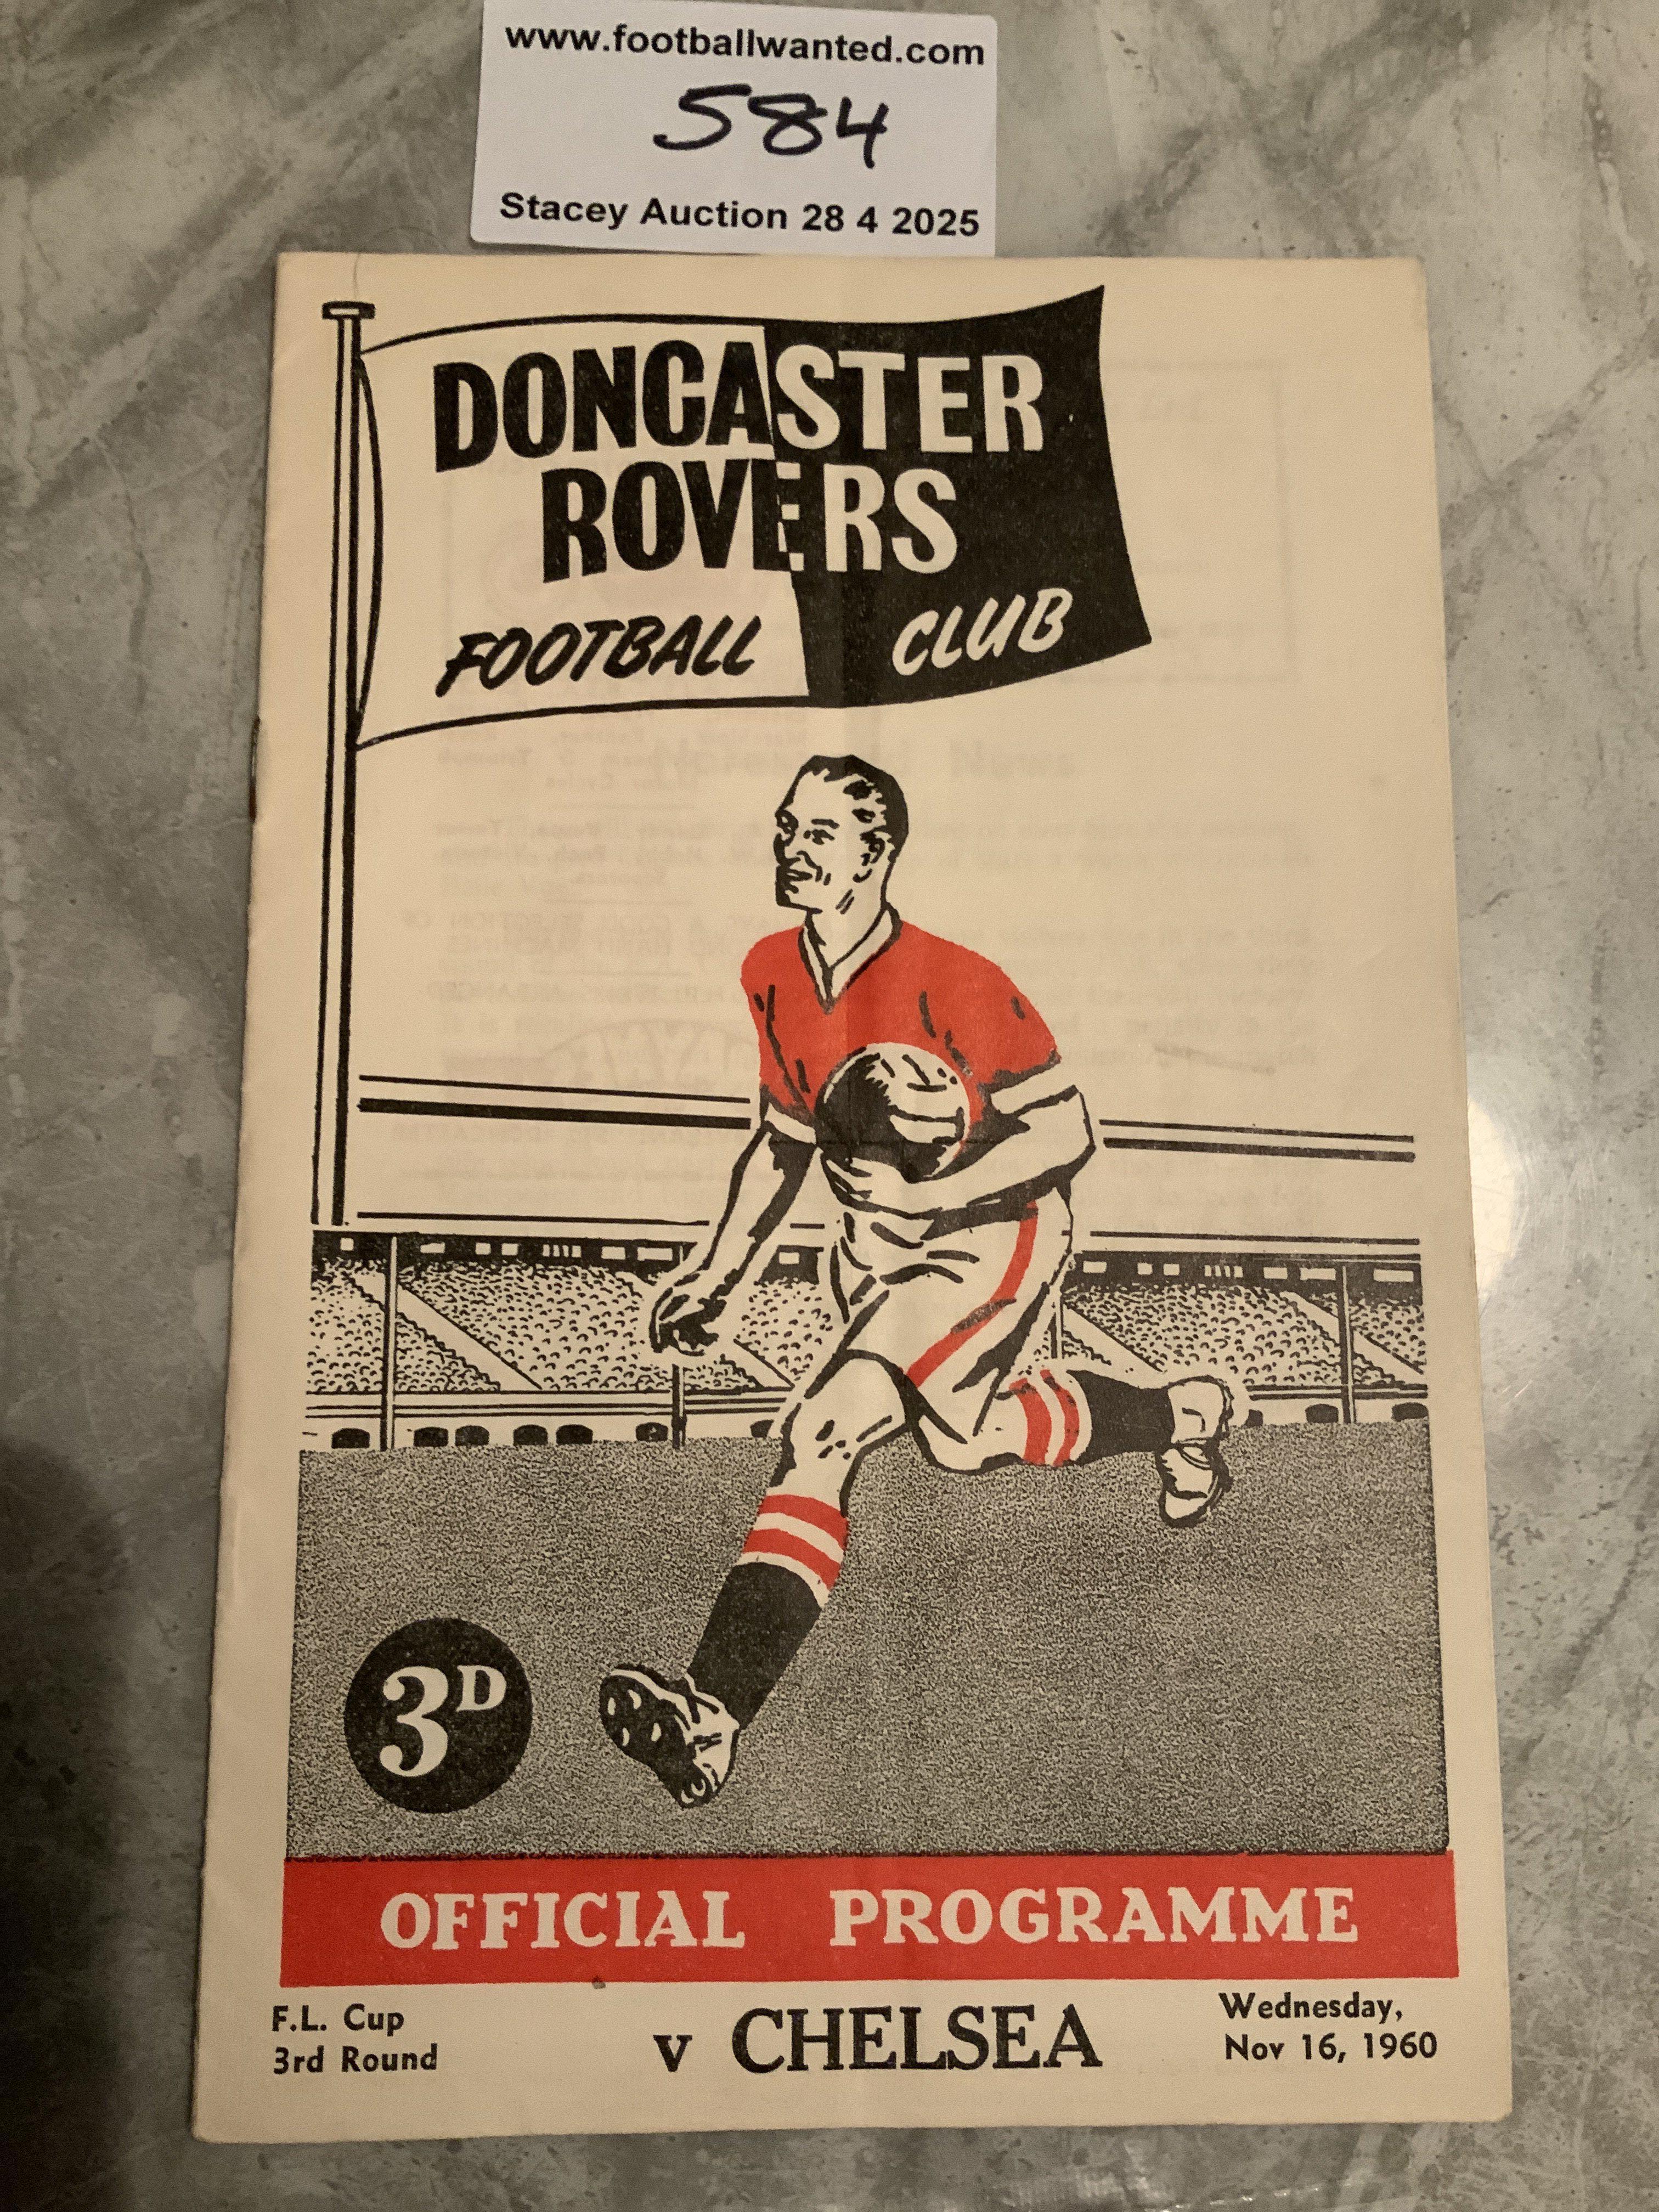 www.footballwanted.com
584
Stacey Auction 28 4 2025
DONCASTER
ROVERS
FOOTBALL CLUB
3D
OFFICIAL PROGRAMME
F.L. Cup
3rd Round
v CHELSEA
Wednesday,
Nov 16, 1960